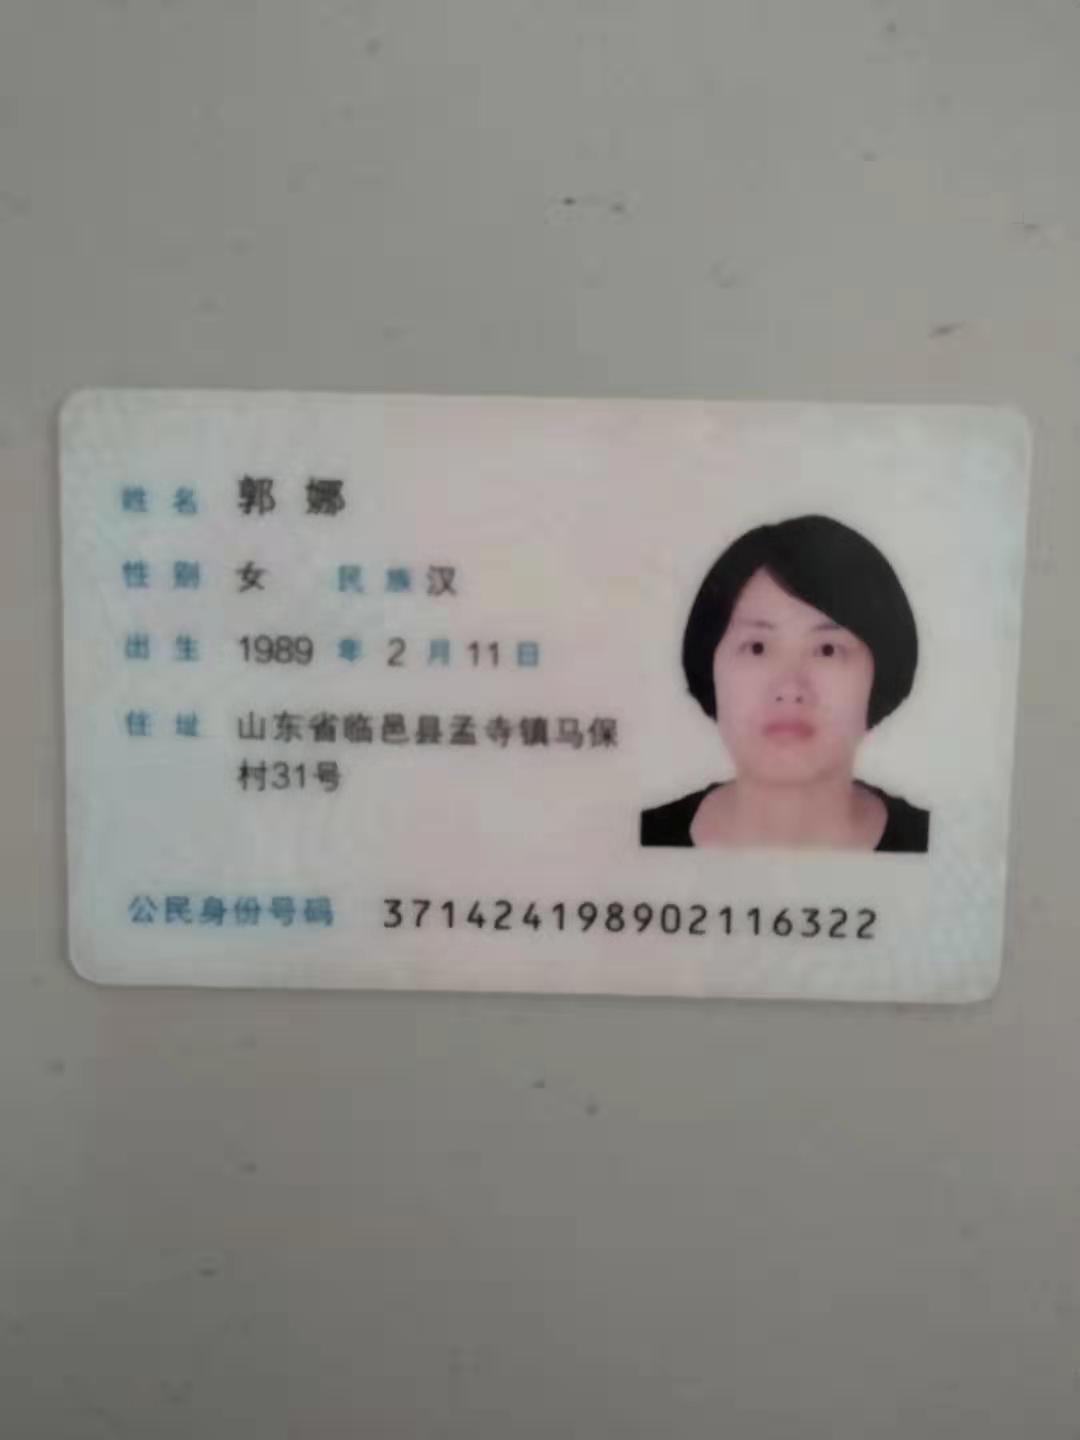 姓名 郭娜
性别 女 民族 汉
出生 1989 年 2 月 11 日
住址 山东省临邑县孟寺镇马保
村31号
公民身份号码 371424198902116322